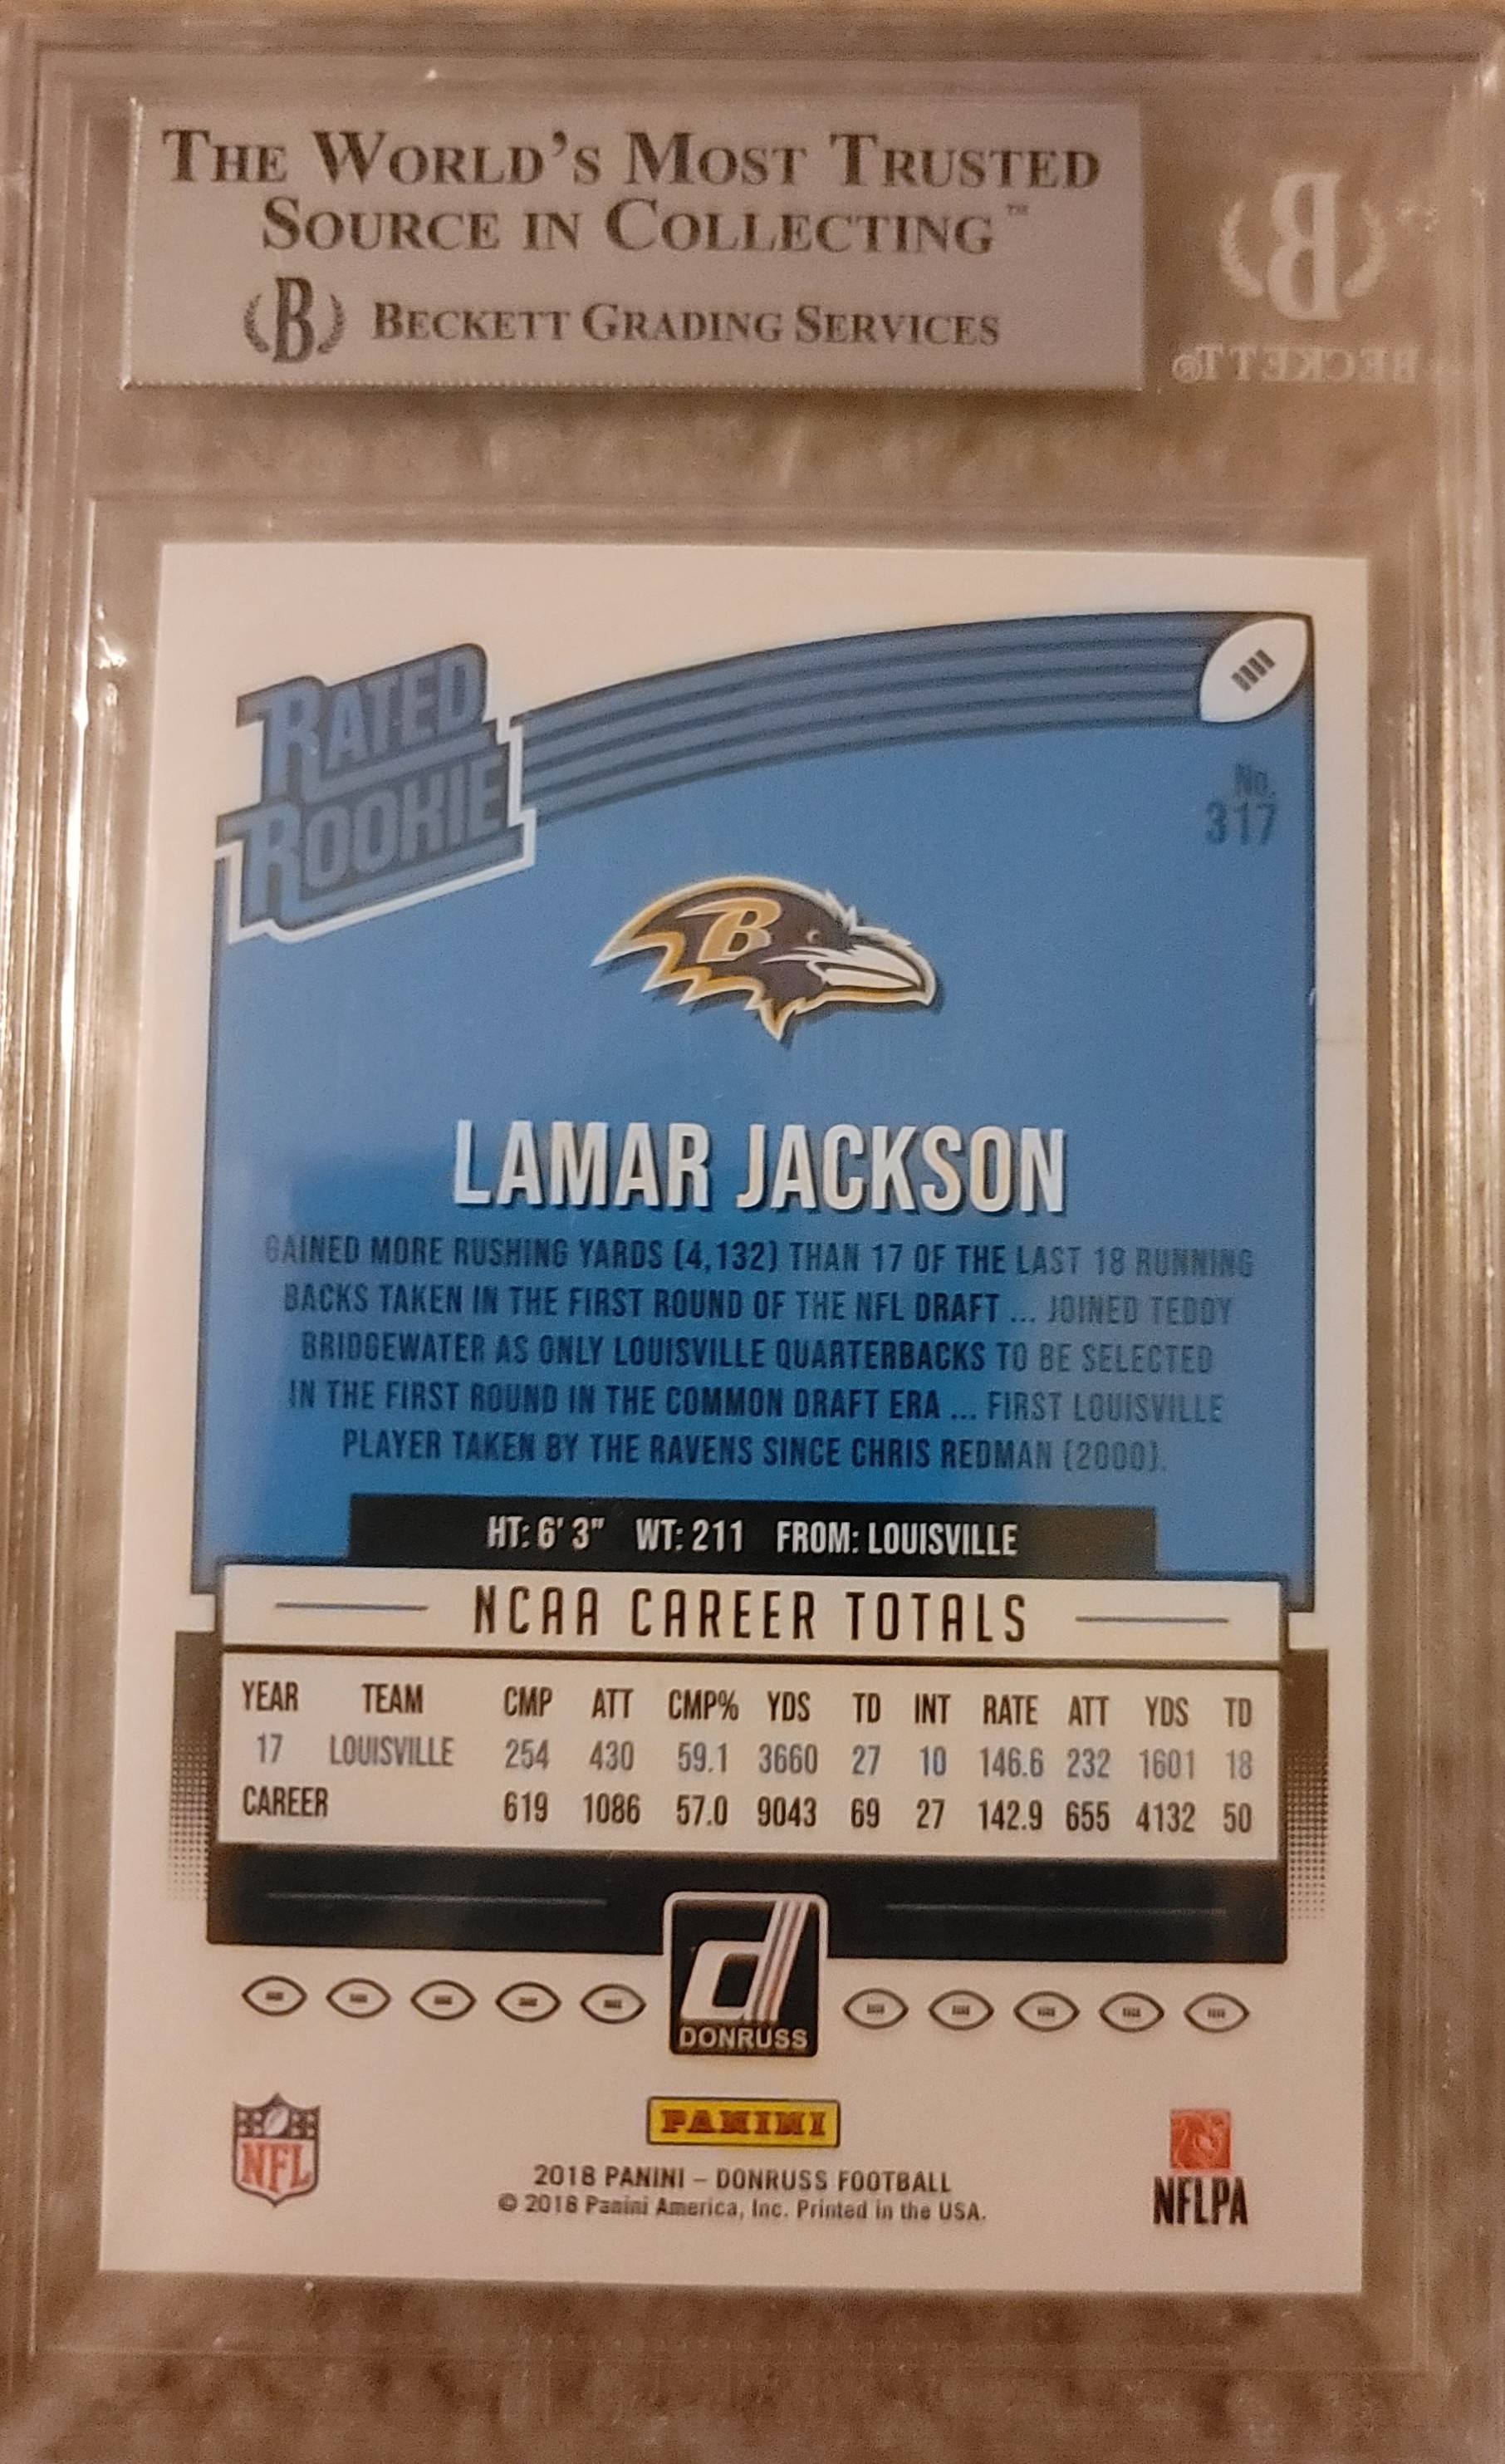 THE WORLD'S MOST TRUSTED
SOURCE IN COLLECTING™
B BECKETT GRADING SERVICES
B
BECKETT®
RATED
ROOKIE
No.
317
B
LAMAR JACKSON
GAINED MORE RUSHING YARDS (4,132) THAN 17 OF THE LAST 18 RUNNING
BACKS TAKEN IN THE FIRST ROUND OF THE NFL DRAFT ... JOINED TEDDY
BRIDGEWATER AS ONLY LOUISVILLE QUARTERBACKS TO BE SELECTED
IN THE FIRST ROUND IN THE COMMON DRAFT ERA ... FIRST LOUISVILLE
PLAYER TAKEN BY THE RAVENS SINCE CHRIS REDMAN (2000).
HT: 6' 3" WT: 211 FROM: LOUISVILLE
NCAA CAREER TOTALS
YEAR TEAM CMP ATT CMP% YDS TD INT RATE ATT YDS TD
17 LOUISVILLE 254 430 59.1 3660 27 10 146.6 232 1601 18
CAREER 619 1086 57.0 9043 69 27 142.9 655 4132 50
d
DONRUSS
NFL
PANINI
2018 PANINI – DONRUSS FOOTBALL
© 2018 Panini America, Inc. Printed in the USA.
NFLPA